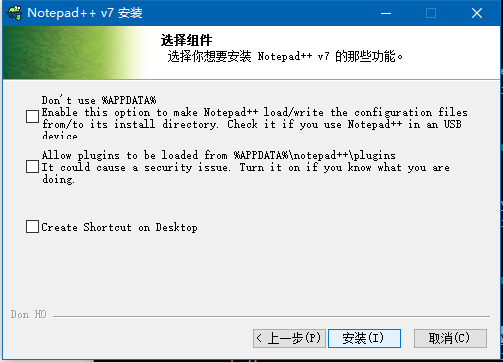 Notepad++ v7 安装
选择组件
选择你想要安装 Notepad++ v7 的那些功能。
Don't use %APPDATA%
Enable this option to make Notepad++ load/write the configuration files
from/to its install directory. Check it if you use Notepad++ in an USB
device.
Allow plugins to be loaded from %APPDATA%\notepad++\plugins
It could cause a security issue. Turn it on if you know what you are
doing.
Create Shortcut on Desktop
Don HO
< 上一步(P)
安装(I)
取消(C)